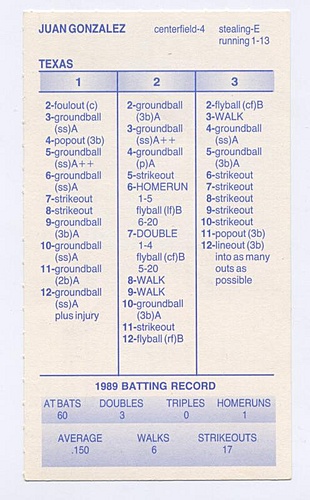 JUAN GONZALEZ centerfield-4 stealing-E
running 1-13
TEXAS
1
2-foulout (c)
3-groundball
(ss)A
4-popout (3b)
5-groundball
(ss)A++
6-groundball
(ss)A
7-strikeout
8-strikeout
9-groundball
(3b)A
10-groundball
(ss)A
11-groundball
(2b)A
12-groundball
(ss)A
plus injury
2
2-groundball
(3b)A
3-groundball
(ss)A++
4-groundball
(p)A
5-strikeout
6-HOMERUN
1-5
flyball (lf)B
6-20
7-DOUBLE
1-4
flyball (cf)B
5-20
8-WALK
9-WALK
10-groundball
(3b)A
11-strikeout
12-flyball (rf)B
3
2-flyball (cf)B
3-WALK
4-groundball
(ss)A
5-groundball
(3b)A
6-strikeout
7-strikeout
8-strikeout
9-strikeout
10-strikeout
11-popout (3b)
12-lineout (3b)
into as many
outs as
possible
1989 BATTING RECORD
AT BATS DOUBLES TRIPLES HOMERUNS
60 3 0 1
AVERAGE WALKS STRIKEOUTS
.150 6 17